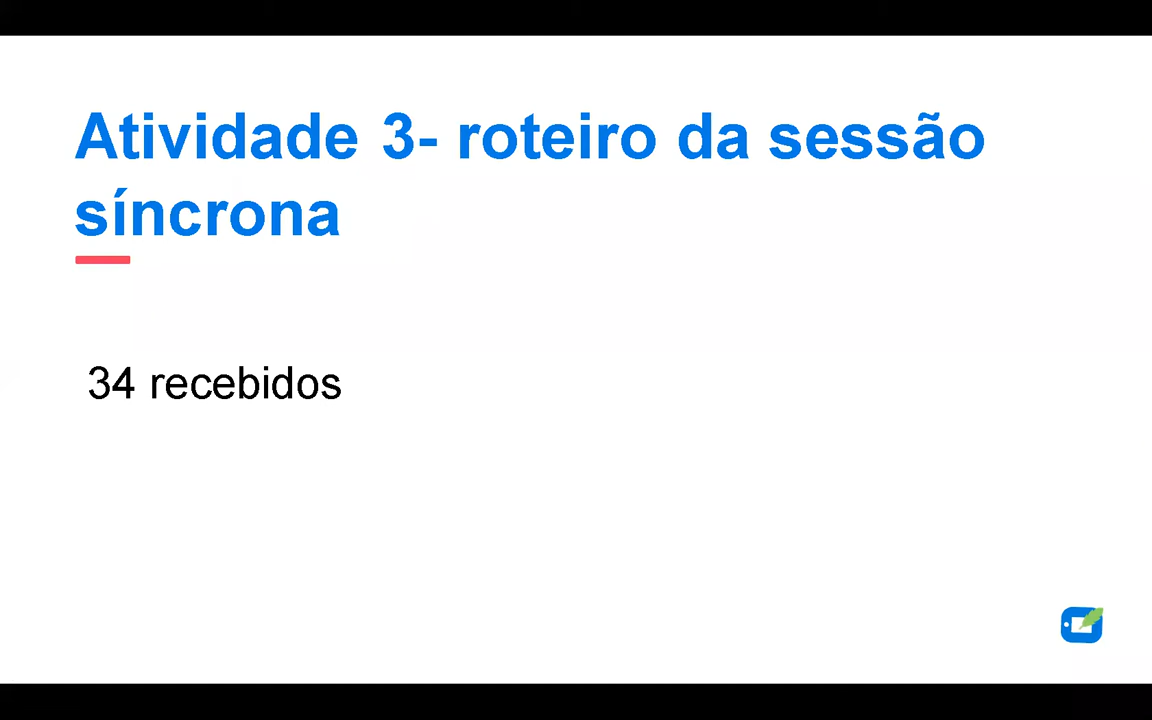 Atividade 3- roteiro da sessão
síncrona
34 recebidos